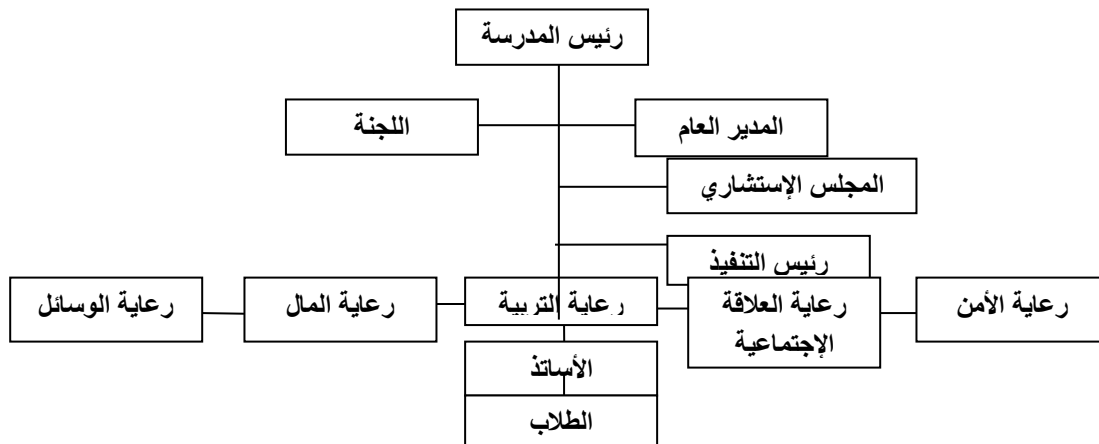 رئيس المدرسة
المدير العام
اللجنة
المجلس الإستشاري
رئيس التنفيذ
رعاية الأمن
رعاية العلاقة
الإجتماعية
رعاية التربية
رعاية المال
رعاية الوسائل
الأساتذ
الطلاب